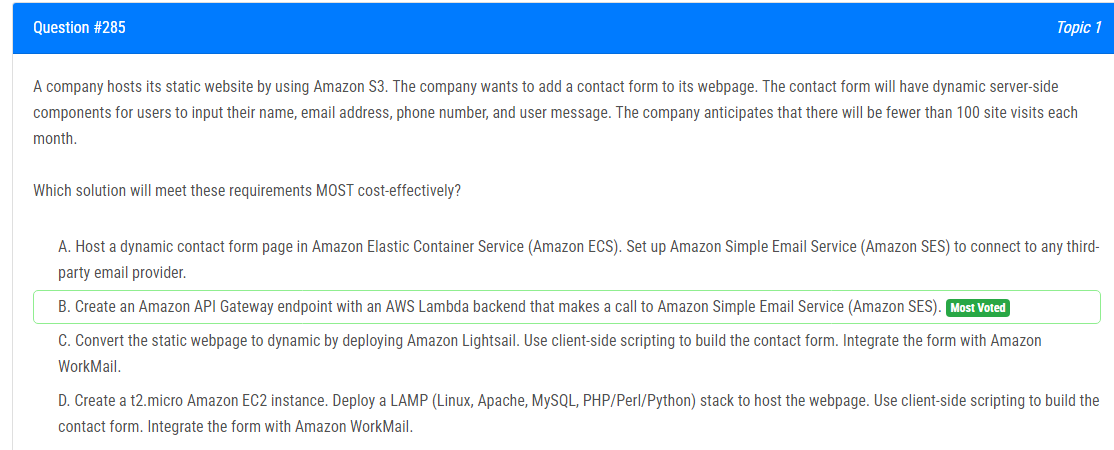 Question #285
Topic 1
A company hosts its static website by using Amazon S3. The company wants to add a contact form to its webpage. The contact form will have dynamic server-side
components for users to input their name, email address, phone number, and user message. The company anticipates that there will be fewer than 100 site visits each
month.
Which solution will meet these requirements MOST cost-effectively?
A. Host a dynamic contact form page in Amazon Elastic Container Service (Amazon ECS). Set up Amazon Simple Email Service (Amazon SES) to connect to any third-
party email provider.
B. Create an Amazon API Gateway endpoint with an AWS Lambda backend that makes a call to Amazon Simple Email Service (Amazon SES). Most Voted
C. Convert the static webpage to dynamic by deploying Amazon Lightsail. Use client-side scripting to build the contact form. Integrate the form with Amazon
WorkMail.
D. Create a t2.micro Amazon EC2 instance. Deploy a LAMP (Linux, Apache, MySQL, PHP/Perl/Python) stack to host the webpage. Use client-side scripting to build the
contact form. Integrate the form with Amazon WorkMail.